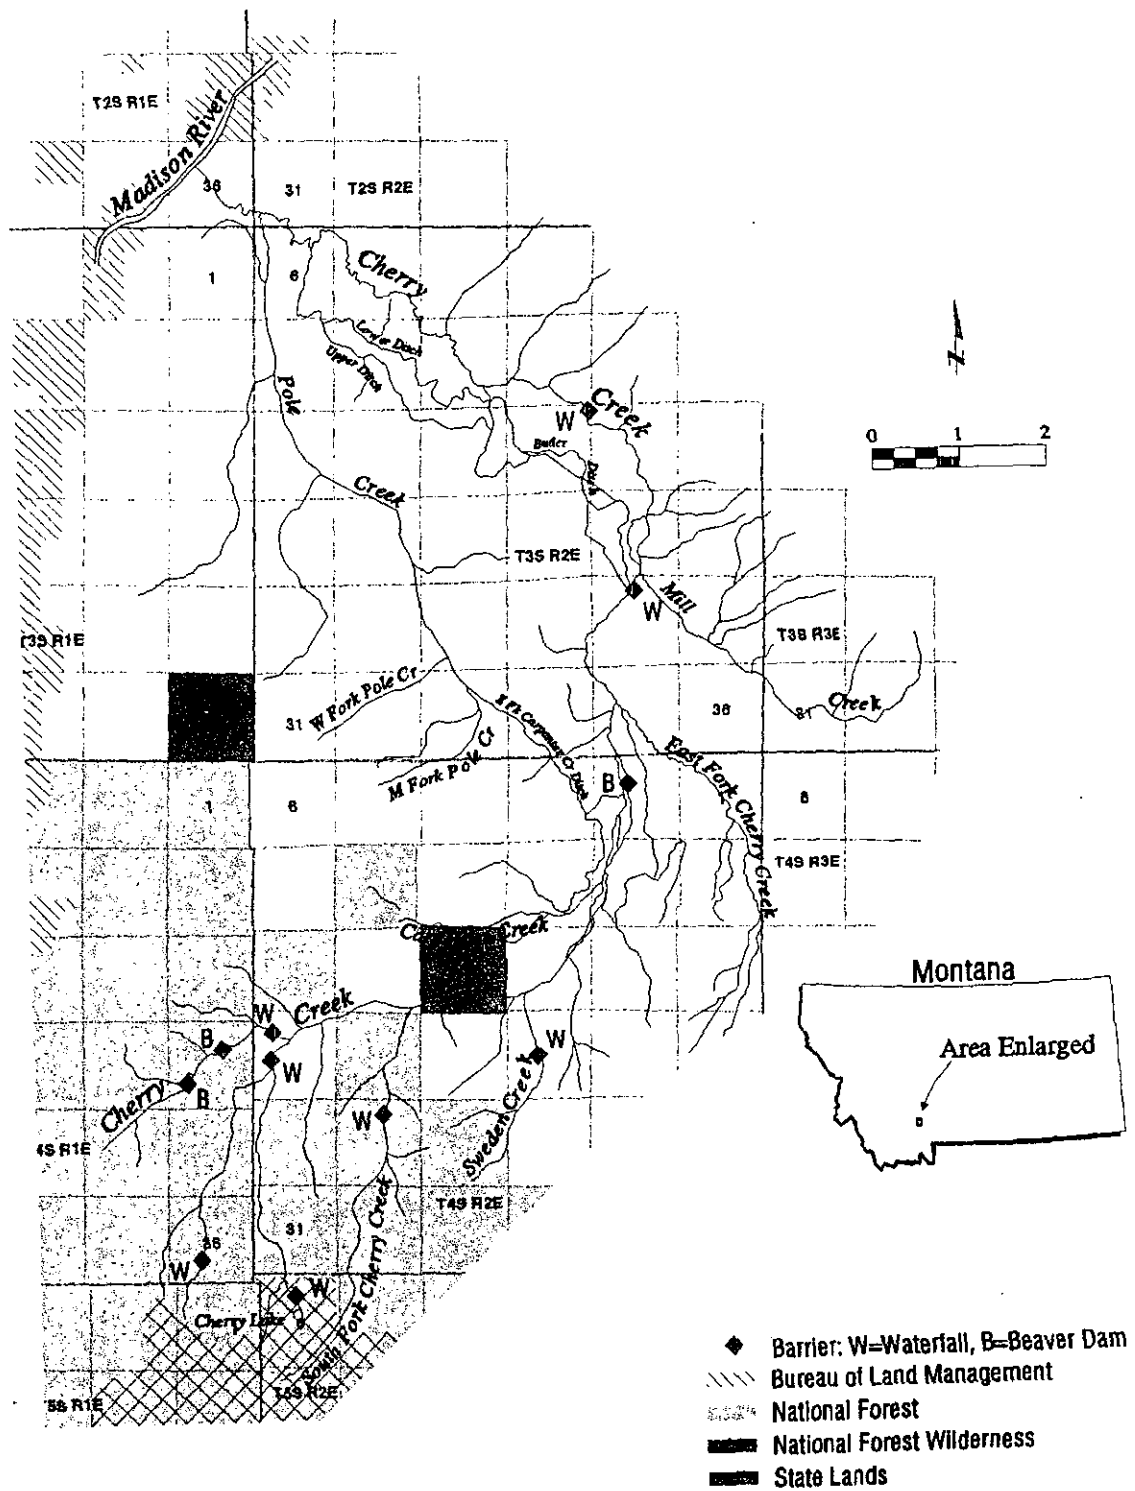 T2S R1E
Madison River
36
31
T2S R2E
1
6
Cherry
Lower Ditch
Upper Ditch
Pole
Creek
W
Butler
Ditch
Creek
T3S R2E
W
Mill
T3S R1E
T3S R3E
31
W Fork Pole Cr
M Fork Pole Cr
36
31
Creek
East Fork Cherry Creek
B
1
6
6
T4S R3E
Creek
W
Creek
B
W
W
B
Cherry
W
Sweden Creek
4S R1E
T4S R2E
31
36
W
W
Cherry Lake
South Fork Cherry Creek
5S R1E
T5S R2E
N
0 1 2
Montana
Area Enlarged
Barrier: W=Waterfall, B=Beaver Dam
Bureau of Land Management
National Forest
National Forest Wilderness
State Lands